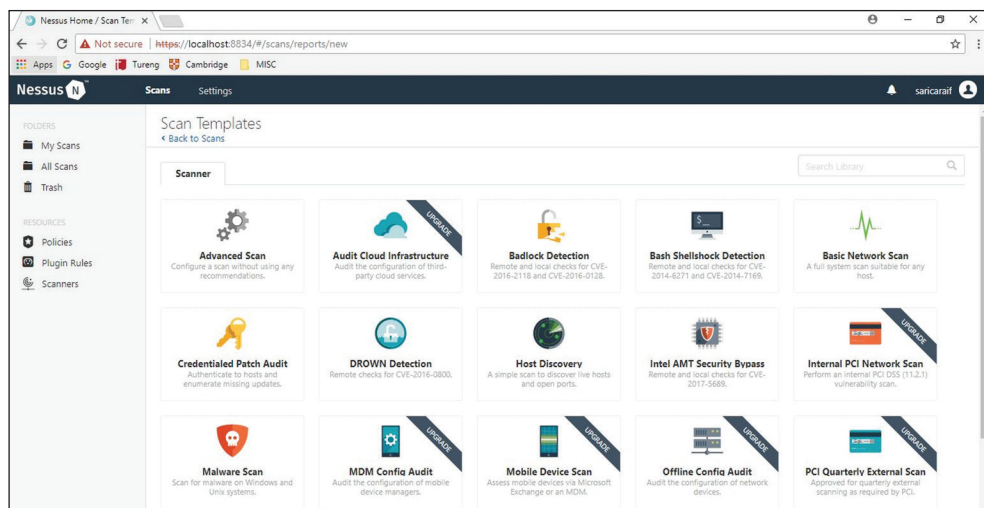 Nessus Home / Scan Tem
Not secure https://localhost:8834/#/scans/reports/new
Apps G Google Tureng Cambridge MISC
Nessus N
Scans Settings
saricaraif
FOLDERS
My Scans
All Scans
Trash
RESOURCES
Policies
Plugin Rules
Scanners
Scan Templates
Back to Scans
Scanner
Search Library
Advanced Scan
Configure a scan without using any
recommendations.
UPGRADE
Audit Cloud Infrastructure
Audit the configuration of third-
party cloud services.
Badlock Detection
Remote and local checks for CVE-
2016-2118 and CVE-2016-0128.
Bash Shellshock Detection
Remote and local checks for CVE-
2014-6271 and CVE-2014-7169.
Basic Network Scan
A full system scan suitable for any
host.
Credentialed Patch Audit
Authenticate to hosts and
enumerate missing updates.
DROWN Detection
Remote checks for CVE-2016-0800.
Host Discovery
A simple scan to discover live hosts
and open ports.
Intel AMT Security Bypass
Remote and local checks for CVE-
2017-5689.
UPGRADE
Internal PCI Network Scan
Perform an internal PCI DSS (11.2.1)
vulnerability scan.
Malware Scan
Scan for malware on Windows and
Unix systems.
UPGRADE
MDM Config Audit
Audit the configuration of mobile
device managers.
UPGRADE
Mobile Device Scan
Assess mobile devices via Microsoft
Exchange or an MDM.
UPGRADE
Offline Config Audit
Audit the configuration of network
devices.
UPGRADE
PCI Quarterly External Scan
Approved for quarterly external
scanning as required by PCI.